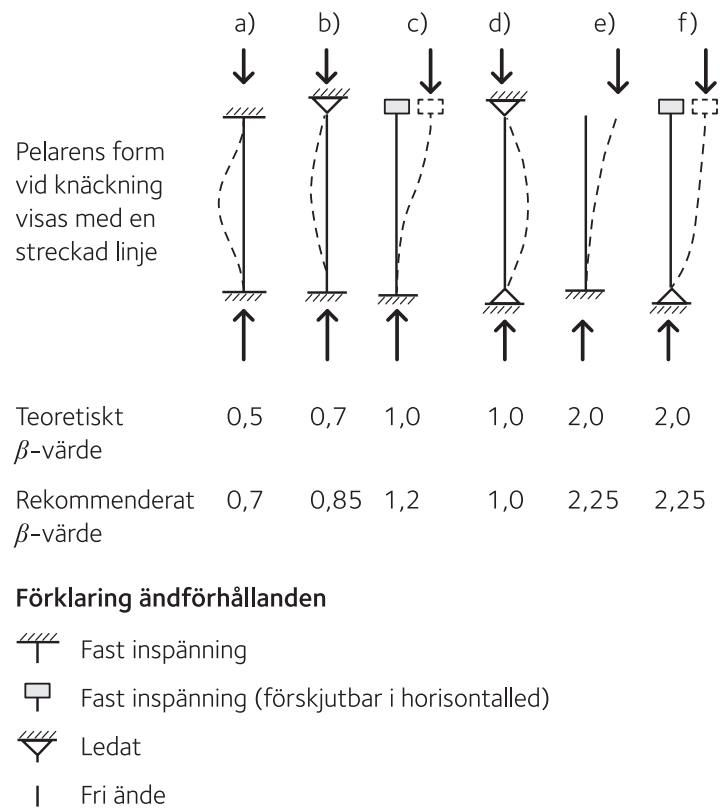 a) b) c) d) e) f)
Pelarens form
vid knäckning
visas med en
streckad linje
Teoretiskt 0,5 0,7 1,0 1,0 2,0 2,0
β-värde
Rekommenderat 0,7 0,85 1,2 1,0 2,25 2,25
β-värde
Förklaring ändförhållanden
Fast inspänning
Fast inspänning (förskjutbar i horisontalled)
Ledat
Fri ände